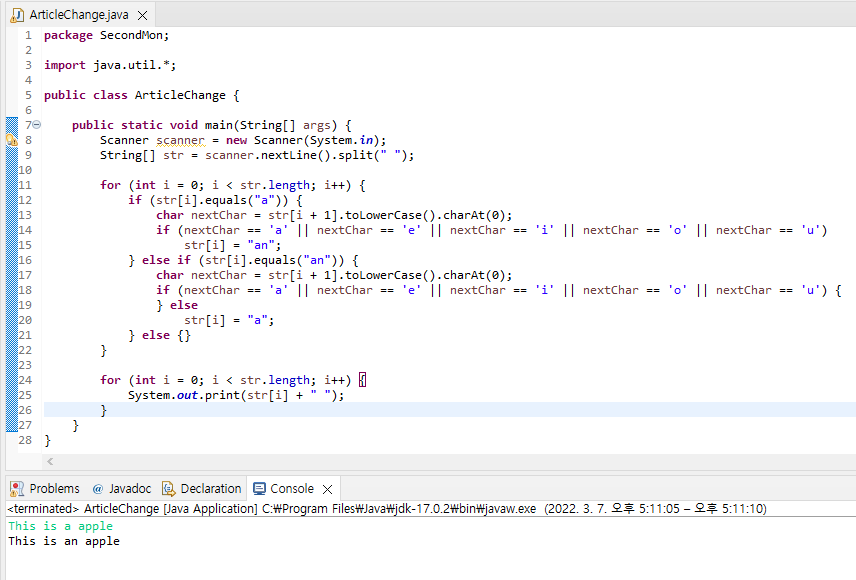 ArticleChange.java
1 package SecondMon;
2
3 import java.util.*;
4
5 public class ArticleChange {
6
7 public static void main(String[] args) {
8 Scanner scanner = new Scanner(System.in);
9 String[] str = scanner.nextLine().split(" ");
10
11 for (int i = 0; i < str.length; i++) {
12 if (str[i].equals("a")) {
13 char nextChar = str[i + 1].toLowerCase().charAt(0);
14 if (nextChar == 'a' || nextChar == 'e' || nextChar == 'i' || nextChar == 'o' || nextChar == 'u')
15 str[i] = "an";
16 } else if (str[i].equals("an")) {
17 char nextChar = str[i + 1].toLowerCase().charAt(0);
18 if (nextChar == 'a' || nextChar == 'e' || nextChar == 'i' || nextChar == 'o' || nextChar == 'u') {
19 } else
20 str[i] = "a";
21 } else {}
22 }
23
24 for (int i = 0; i < str.length; i++) {
25 System.out.print(str[i] + " ");
26 }
27 }
28 }
Problems @ Javadoc Declaration Console
<terminated> ArticleChange [Java Application] C:₩Program Files₩Java₩jdk-17.0.2₩bin₩javaw.exe (2022. 3. 7. 오후 5:11:05 – 오후 5:11:10)
This is a apple
This is an apple